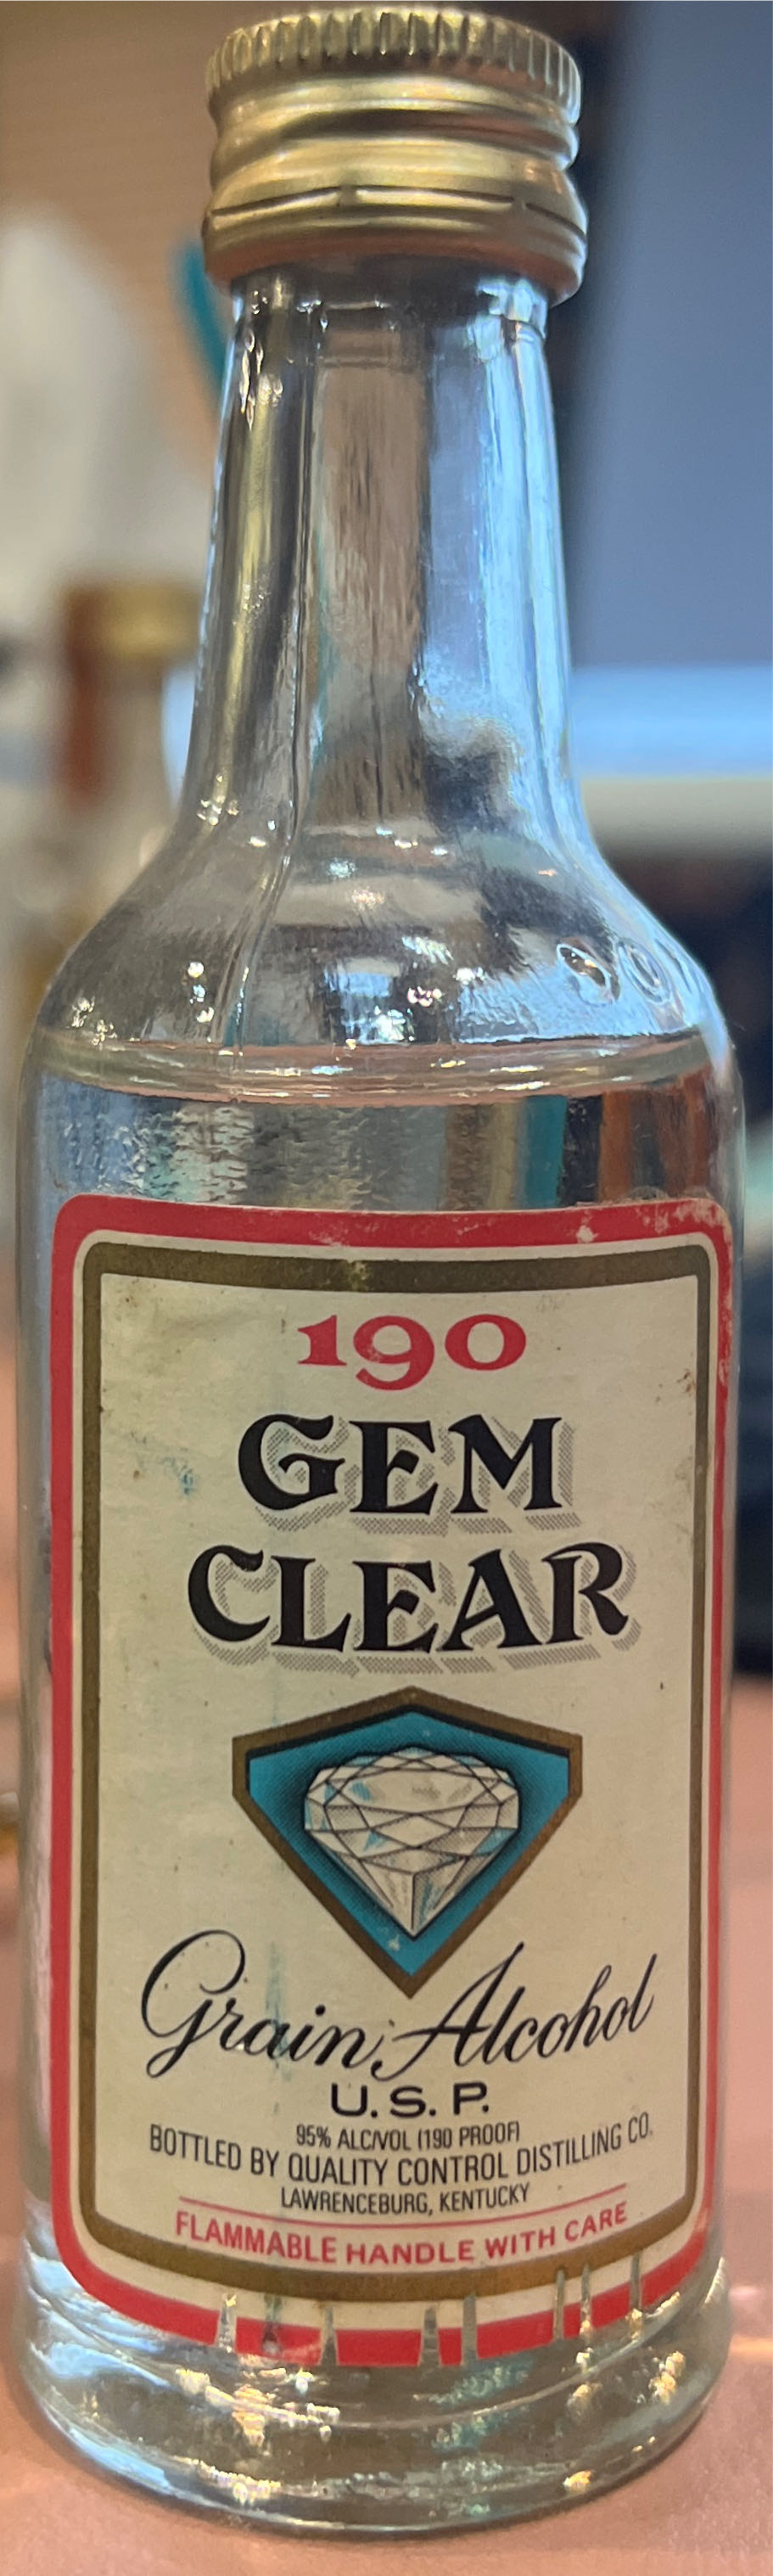 190
GEM
CLEAR
Grain Alcohol
U.S.P.
95% ALC/VOL (190 PROOF)
BOTTLED BY QUALITY CONTROL DISTILLING CO.
LAWRENCEBURG, KENTUCKY
FLAMMABLE HANDLE WITH CARE